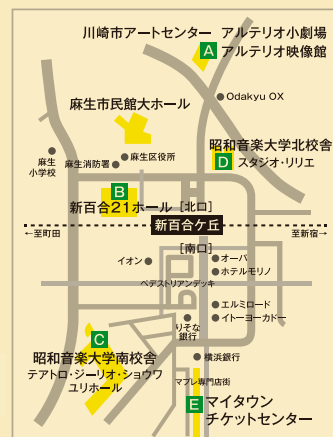 川崎市アートセンター アルテリオ小劇場
A アルテリオ映像館
Odakyu OX
麻生市民館大ホール
昭和音楽大学北校舎
D スタジオ・リリエ
麻生小学校
麻生区役所
麻生消防署
B
新百合21ホール [北口]
新百合ケ丘
←至町田
至新宿→
[南口]
イオン
オーパ
ホテルモリノ
ペデストリアンデッキ
エルミロード
イトーヨーカドー
りそな
銀行
C
昭和音楽大学南校舎
テアトロ・ジーリオ・ショウワ
ユリホール
横浜銀行
マプレ専門店街
E マイタウン
チケットセンター